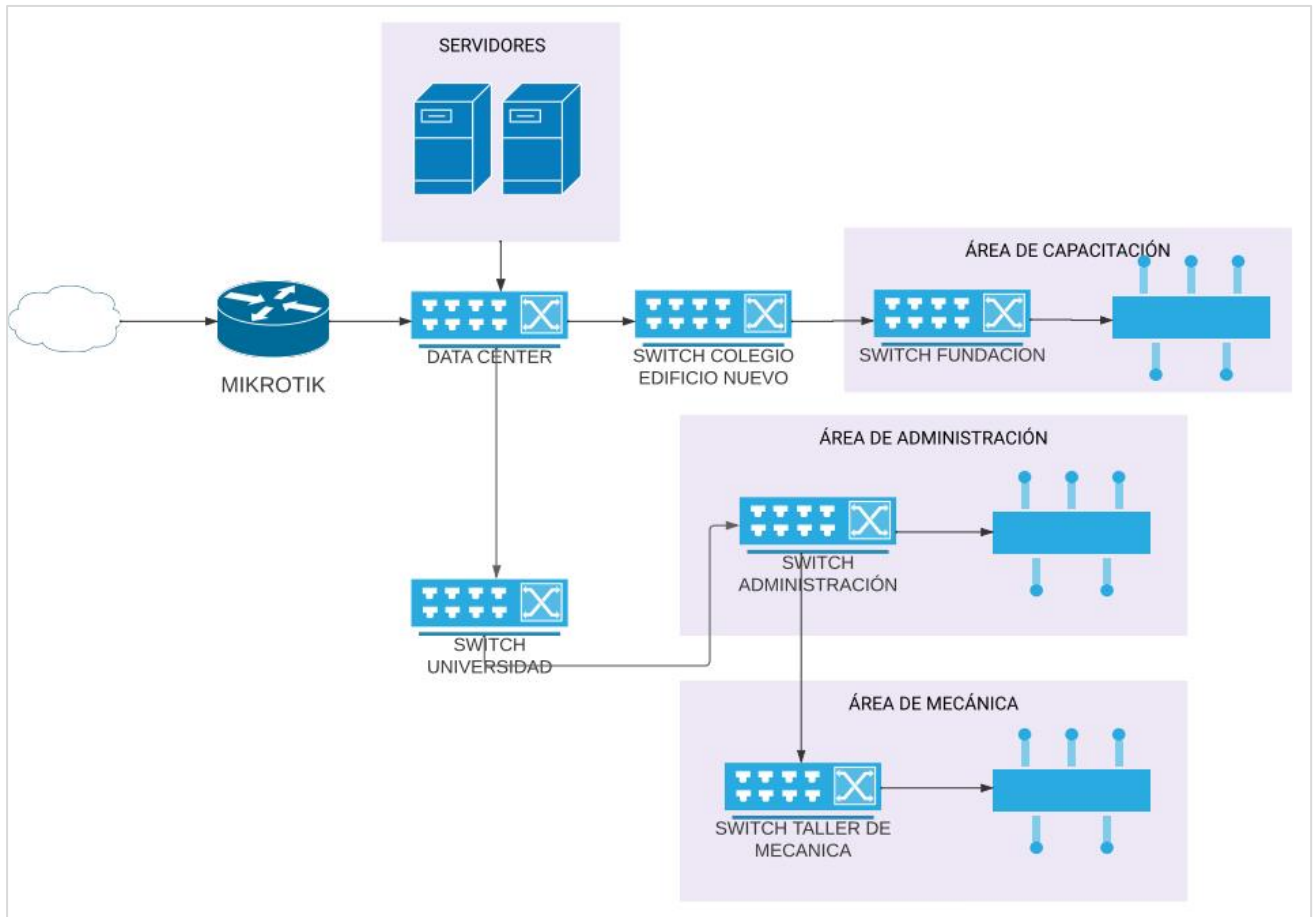 SERVIDORES
ÁREA DE CAPACITACIÓN
MIKROTIK
DATA CENTER
SWITCH COLEGIO
EDIFICIO NUEVO
SWITCH FUNDACION
ÁREA DE ADMINISTRACIÓN
SWITCH
ADMINISTRACIÓN
SWITCH
UNIVERSIDAD
ÁREA DE MECÁNICA
SWITCH TALLER DE
MECANICA